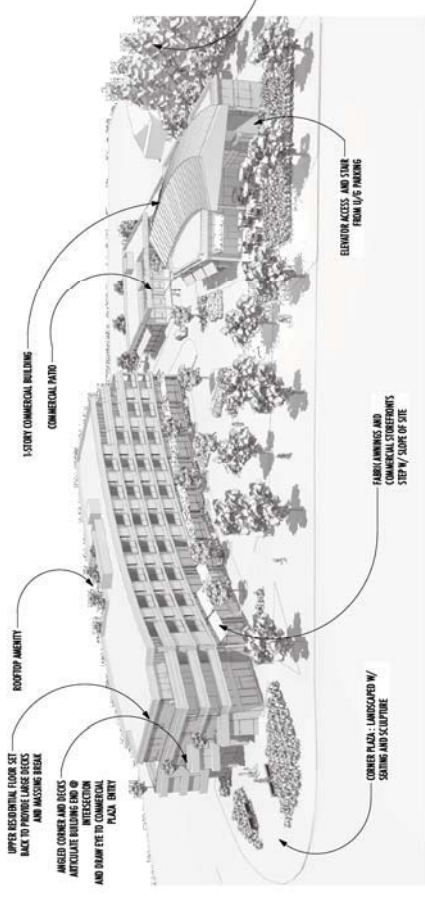 UPPER RESIDENTIAL FLOOR SET
BACK TO PROVIDE LARGE DECKS
AND MASSING BREAK
ANGLED CORNER AND DECKS
ARTICULATE BUILDING END @
INTERSECTION
AND DRAW EYE TO COMMERCIAL
PLAZA ENTRY
ROOFTOP AMENITY
1-STORY COMMERCIAL BUILDING
COMMERCIAL PATIO
CORNER PLAZA : LANDSCAPED W/
SEATING AND SCULPTURE
FABRIC AWNINGS AND
COMMERCIAL STOREFRONTS
STEP W/ SLOPE OF SITE
ELEVATOR ACCESS AND STAIR
FROM U/G PARKING